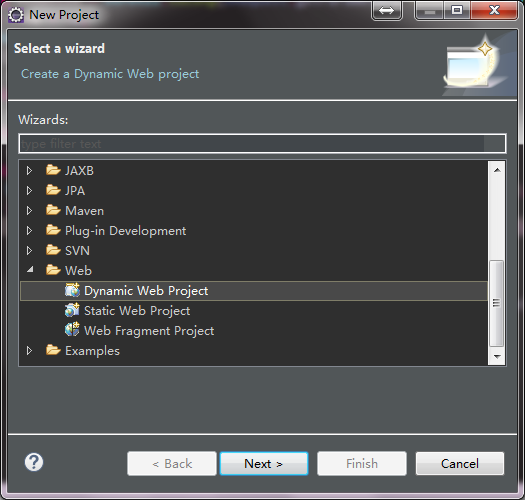 New Project
Select a wizard
Create a Dynamic Web project
Wizards:
type filter text
JAXB
JPA
Maven
Plug-in Development
SVN
Web
Dynamic Web Project
Static Web Project
Web Fragment Project
Examples
? < Back Next > Finish Cancel